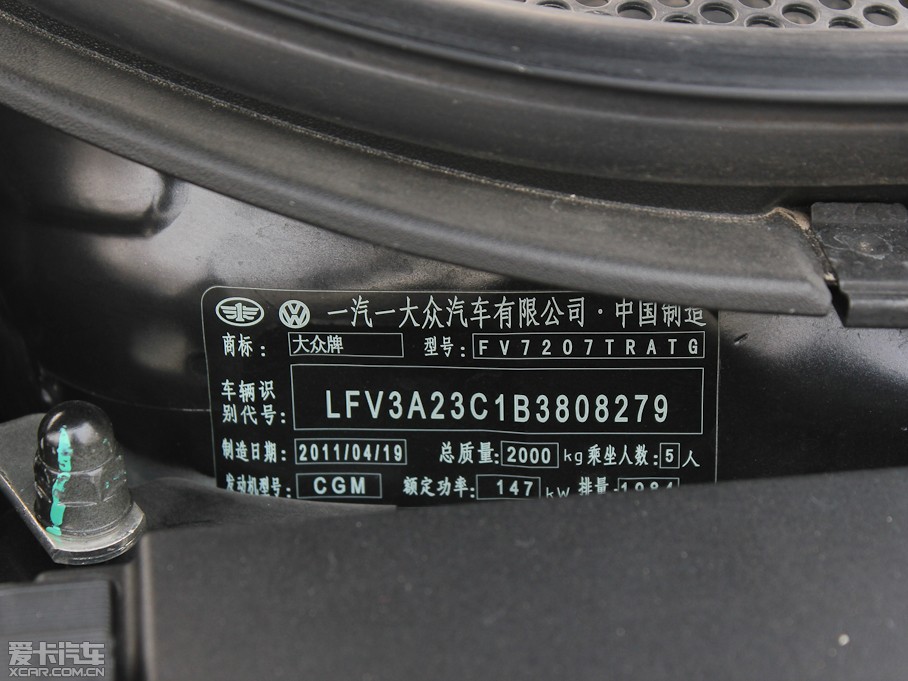 一汽一大众汽车有限公司·中国制造
商标: 大众牌 型号: FV7207TRATG
车辆识别代号: LFV3A23C1B3808279
制造日期: 2011/04/19 总质量: 2000 kg 乘坐人数: 5 人
发动机型号: CGM 额定功率: 147 kW 排量: 1984
爱卡汽车
XCAR.COM.CN